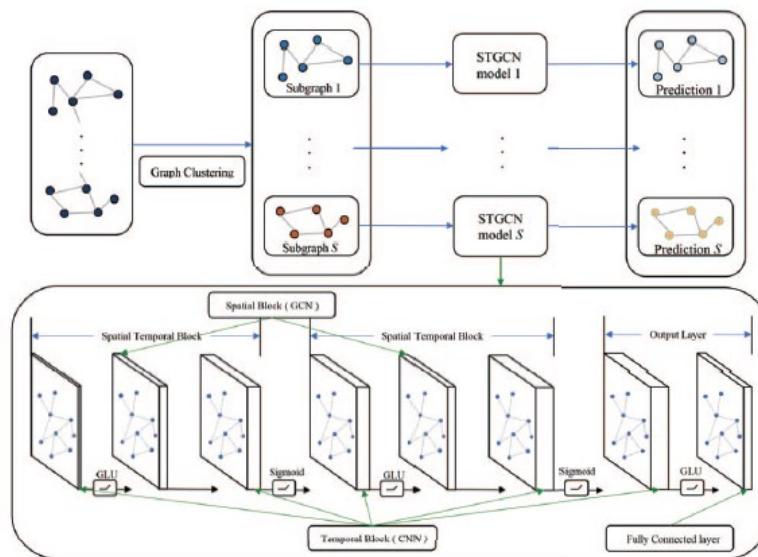 Graph Clustering
Subgraph 1
STGCN
model 1
Prediction 1
Subgraph S
STGCN
model S
Prediction S
Spatial Block ( GCN )
Spatial Temporal Block
Spatial Temporal Block
Output Layer
GLU
Sigmoid
GLU
Sigmoid
GLU
Temporal Block ( CNN )
Fully Connected layer